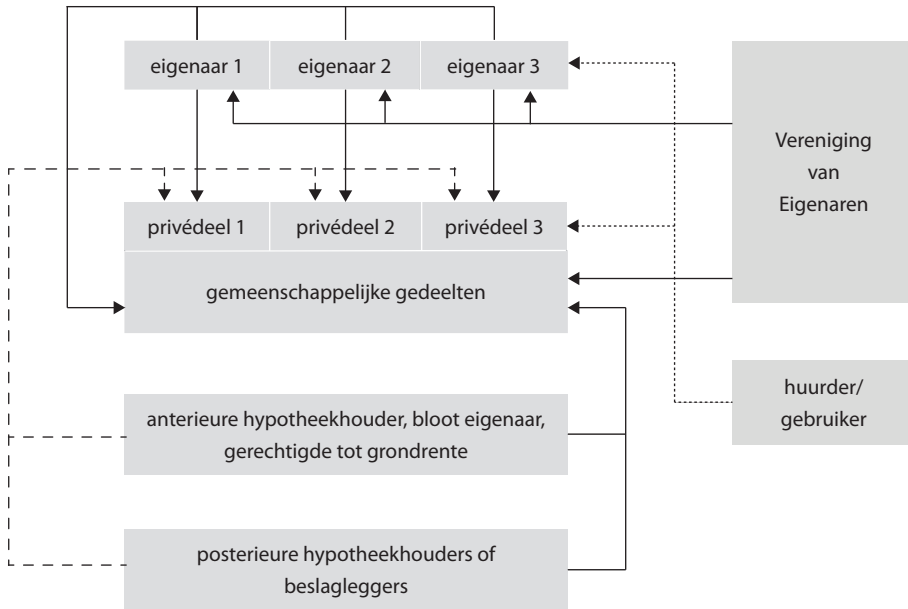 eigenaar 1 eigenaar 2 eigenaar 3
Vereniging
van
Eigenaren
privédeel 1 privédeel 2 privédeel 3
gemeenschappelijke gedeelten
huurder/
gebruiker
anterieure hypotheekhouder, bloot eigenaar,
gerechtigde tot grondrente
posterieure hypotheekhouders of
beslagleggers